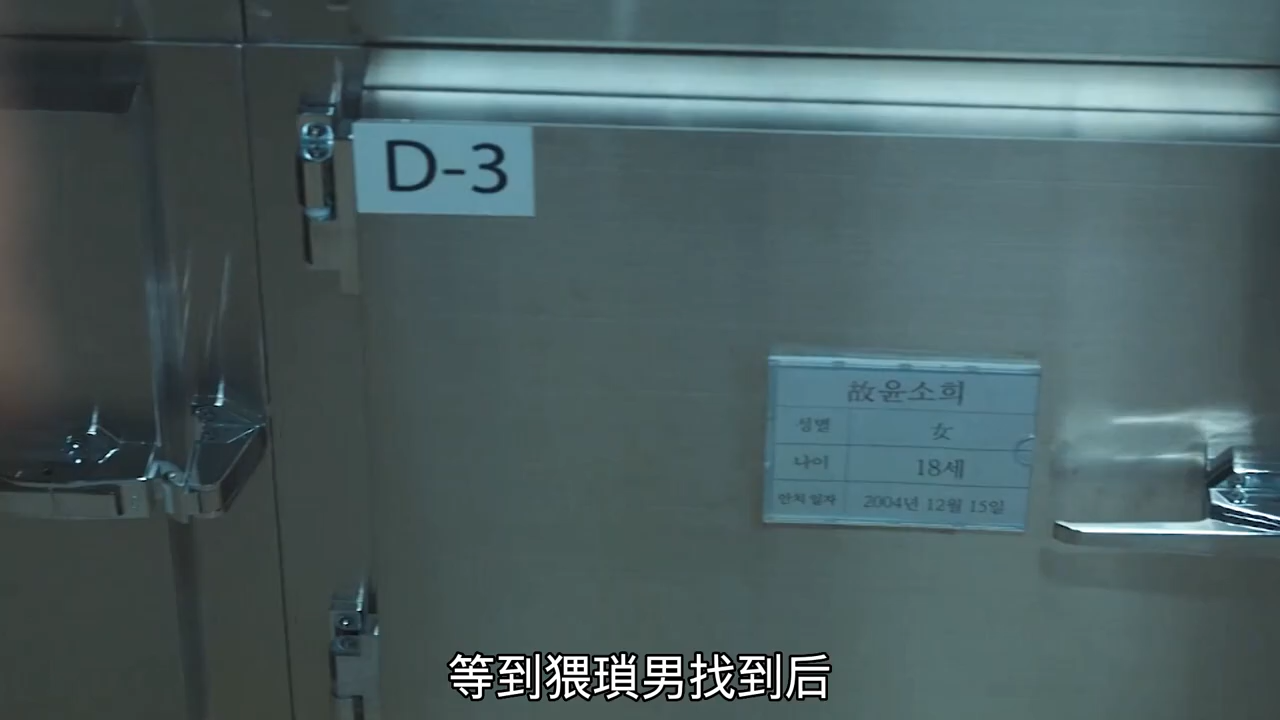 D-3
故윤소희
성별 女
나이 18세
안치 일자 2004년 12월 15일
等到猥瑣男找到后